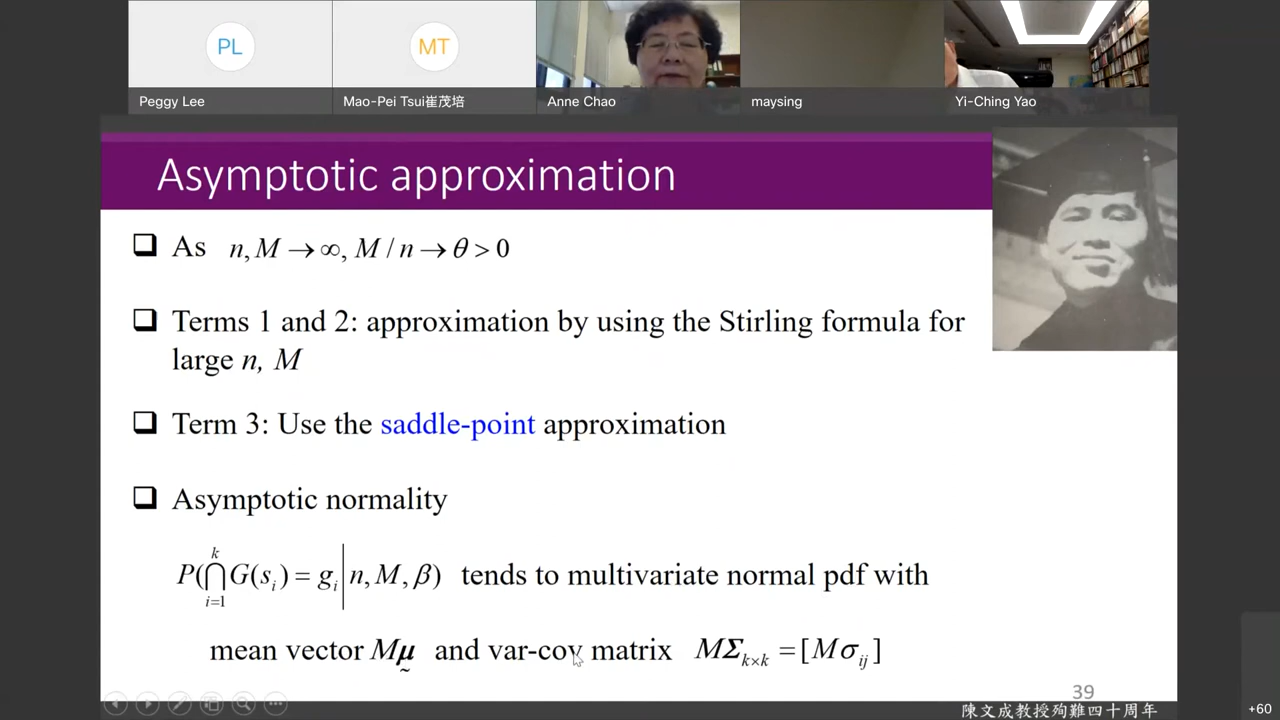 PL
MT
Peggy Lee
Mao-Pei Tsui崔茂培
Anne Chao
maysing
Yi-Ching Yao
Asymptotic approximation
As n, M → ∞, M / n → θ > 0
Terms 1 and 2: approximation by using the Stirling formula for
large n, M
Term 3: Use the saddle-point approximation
Asymptotic normality
P(⋂_{i=1}^{k} G(s_i) = g_i | n, M, β) tends to multivariate normal pdf with
mean vector Mμ and var-cov matrix MΣ_{k×k} = [Mσ_{ij}]
39
陳文成教授殉難四十周年
+60